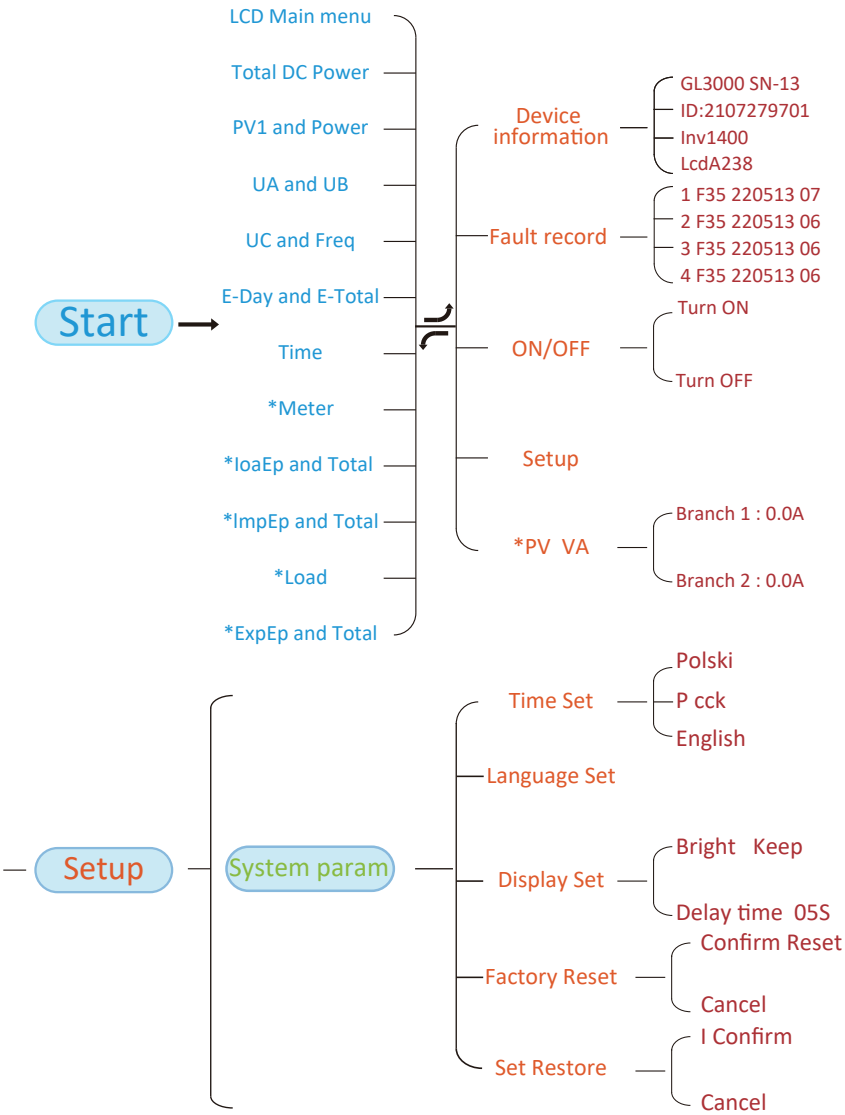 LCD Main menu
Total DC Power
PV1 and Power
UA and UB
UC and Freq
E-Day and E-Total
Start
Time
*Meter
*IoaEp and Total
*ImpEp and Total
*Load
*ExpEp and Total
Device
information
GL3000 SN-13
ID:2107279701
Inv1400
LcdA238
Fault record
1 F35 220513 07
2 F35 220513 06
3 F35 220513 06
4 F35 220513 06
ON/OFF
Turn ON
Turn OFF
Setup
*PV VA
Branch 1 : 0.0A
Branch 2 : 0.0A
Setup
System param
Time Set
Polski
P cck
English
Language Set
Display Set
Bright Keep
Delay time 05S
Factory Reset
Confirm Reset
Cancel
Set Restore
I Confirm
Cancel